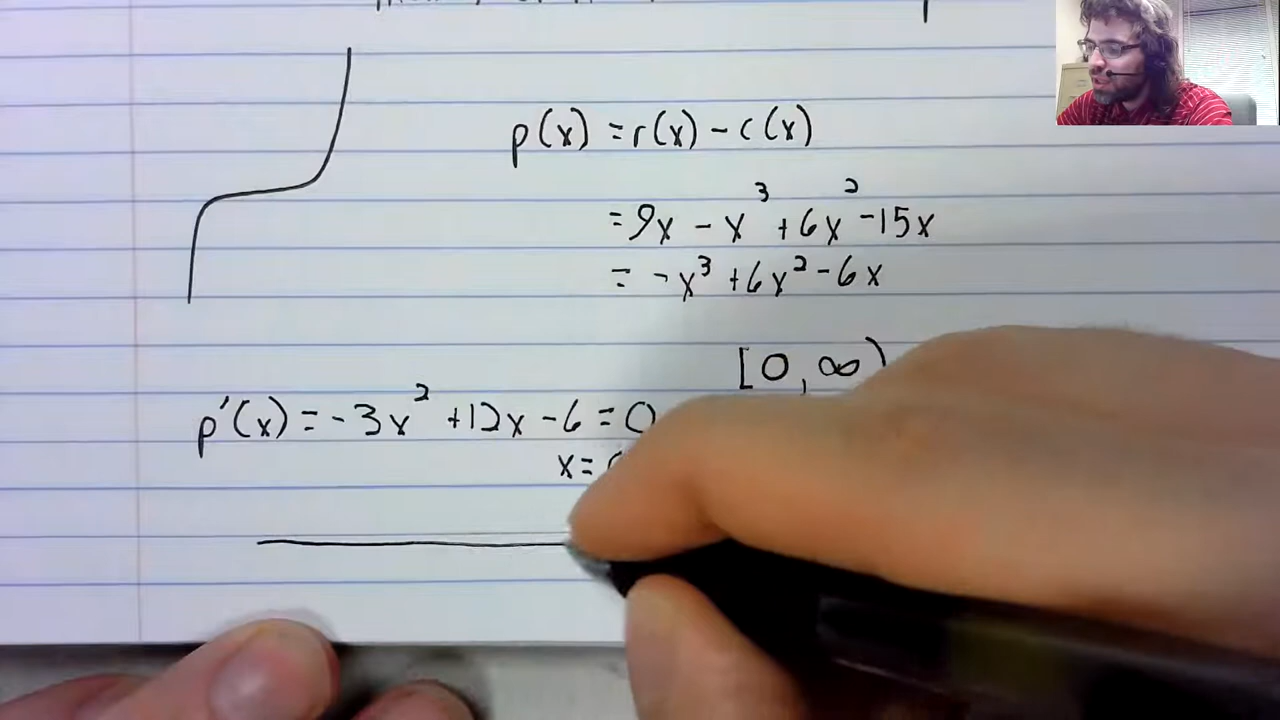 p(x) = r(x) - c(x)
= 9x - x³ + 6x² - 15x
= -x³ + 6x² - 6x
[0, ∞)
p'(x) = -3x² + 12x - 6 = 0
x =